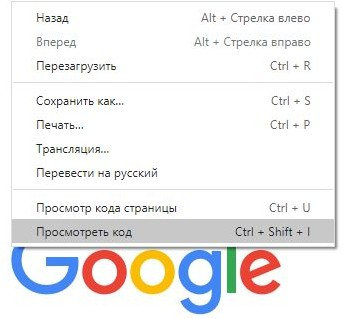 Назад Alt + Стрелка влево
Вперед Alt + Стрелка вправо
Перезагрузить Ctrl + R
Сохранить как... Ctrl + S
Печать... Ctrl + P
Трансляция...
Перевести на русский
Просмотр кода страницы Ctrl + U
Просмотреть код Ctrl + Shift + I
Google